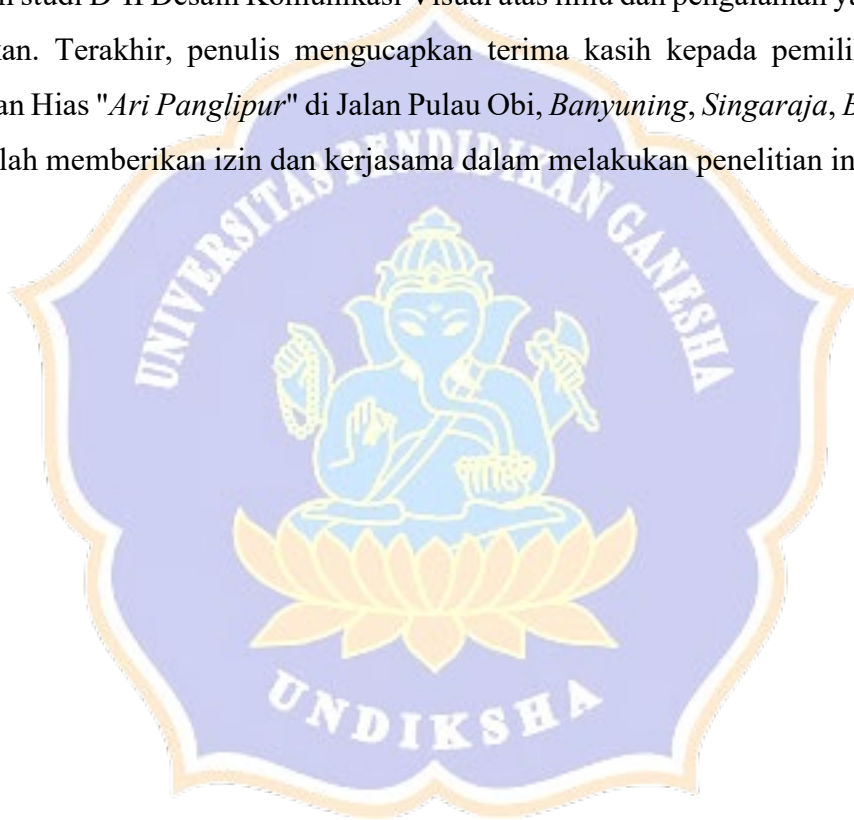 studi D-II Desain Komunikasi Visual atas ilmu dan pengalaman
kan. Terakhir, penulis mengucapkan terima kasih kepada pemili
an Hias "Ari Panglipur" di Jalan Pulau Obi, Banyuning, Singaraja, B
lah memberikan izin dan kerjasama dalam melakukan penelitian in
UNIVERSITAS PENDIDIKAN GANESHA
UNDIKSHA